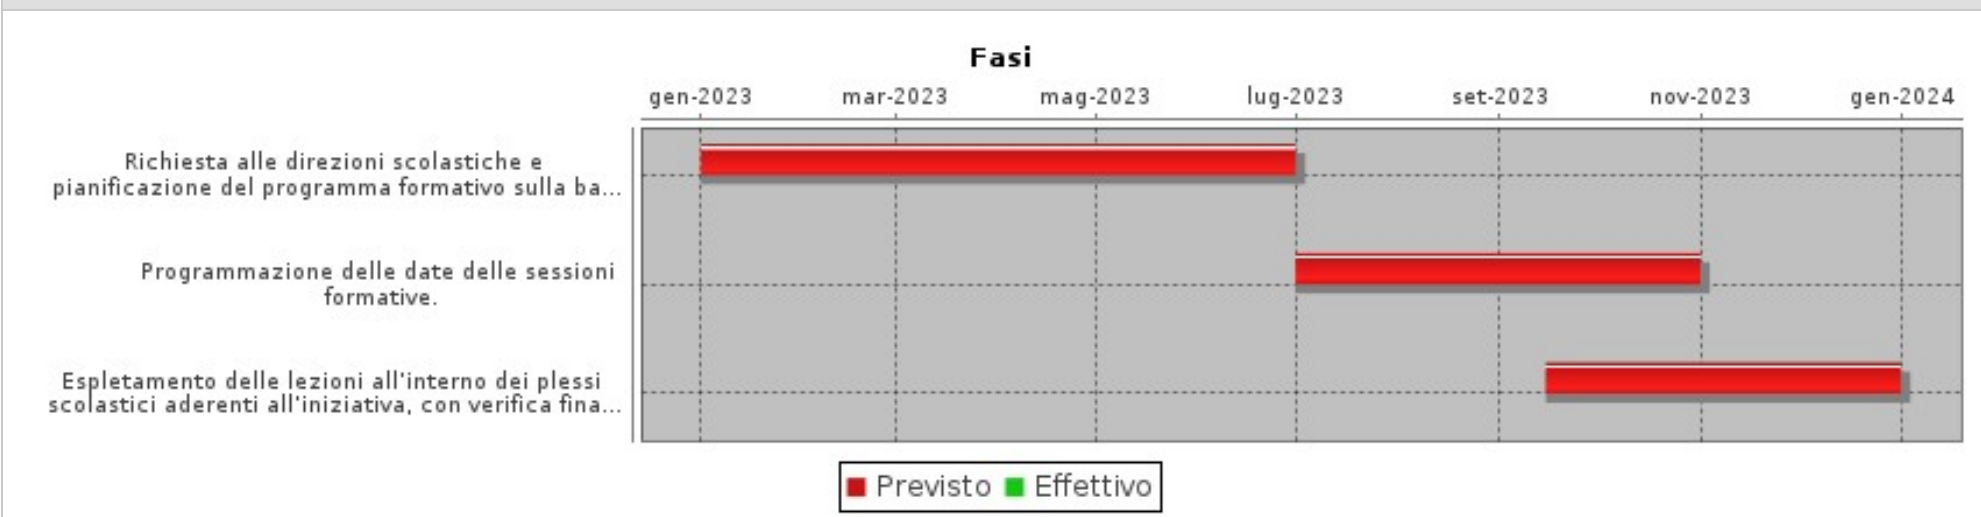 Fasi
gen-2023 mar-2023 mag-2023 lug-2023 set-2023 nov-2023 gen-2024
Richiesta alle direzioni scolastiche e
pianificazione del programma formativo sulla ba...
Programmazione delle date delle sessioni
formative.
Espletamento delle lezioni all'interno dei plessi
scolastici aderenti all'iniziativa, con verifica fina...
Previsto Effettivo